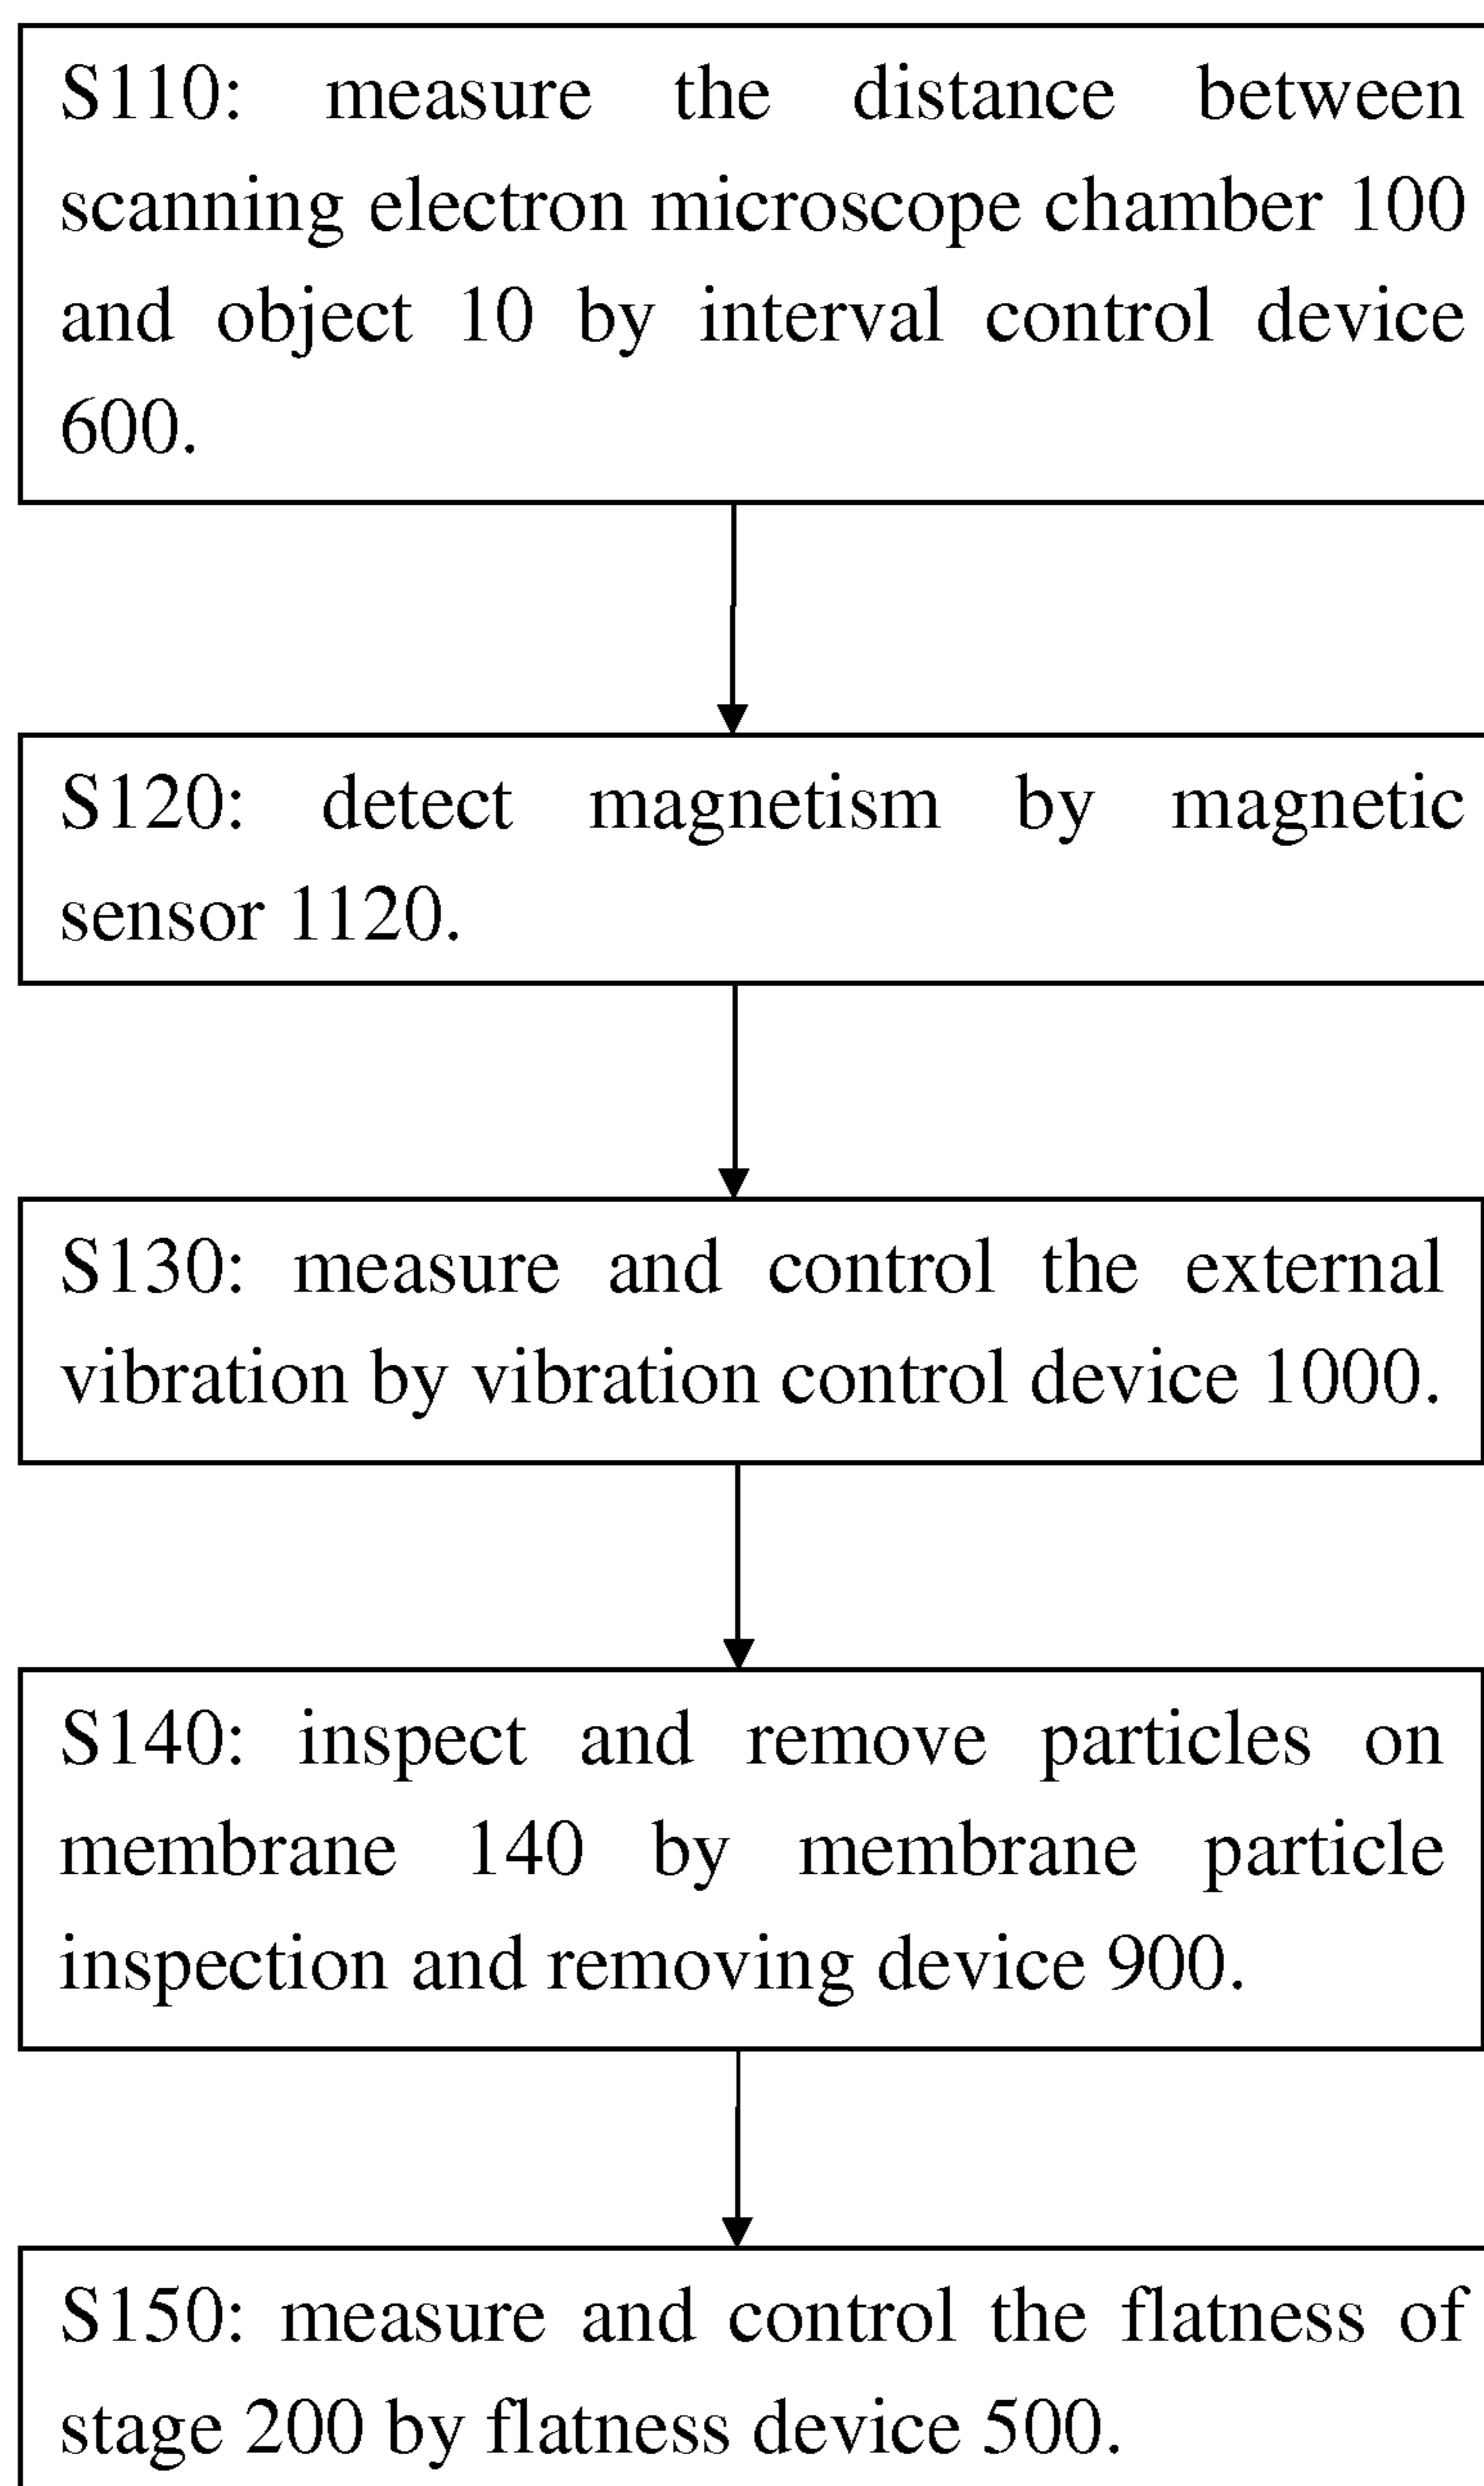 S110: measure the distance between
scanning electron microscope chamber 100
and object 10 by interval control device
600.
S120: detect magnetism by magnetic
sensor 1120.
S130: measure and control the external
vibration by vibration control device 1000.
S140: inspect and remove particles on
membrane 140 by membrane particle
inspection and removing device 900.
S150: measure and control the flatness of
stage 200 by flatness device 500.